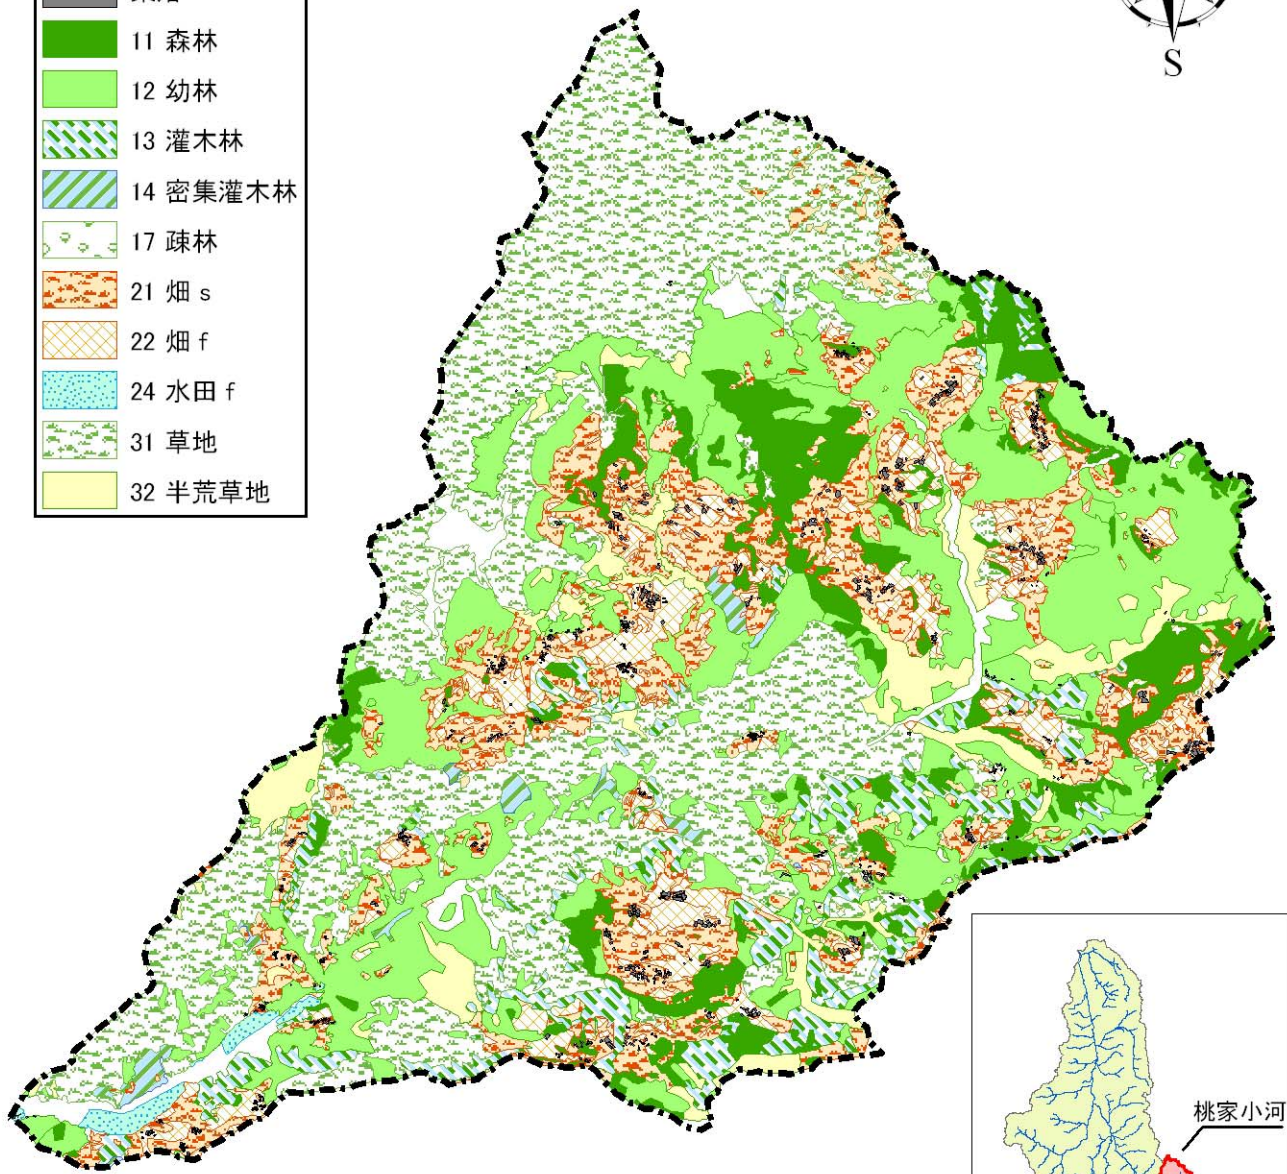 S
11 森林
12 幼林
13 灌木林
14 密集灌木林
17 疎林
21 畑 s
22 畑 f
24 水田 f
31 草地
32 半荒草地
桃家小河